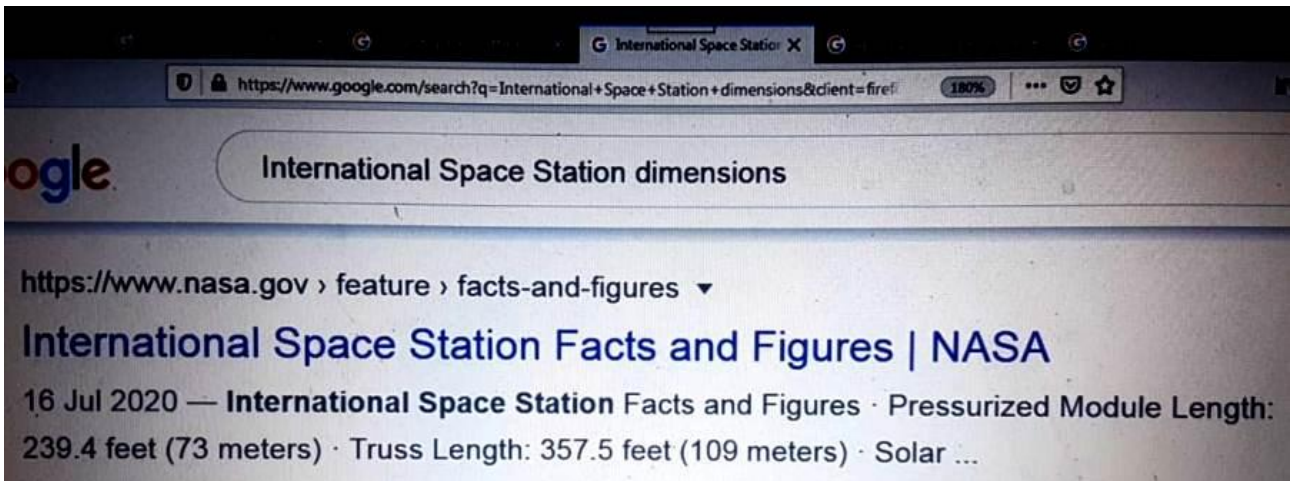 International Space Station
https://www.google.com/search?q=International+Space+Station+dimensions&client=firef
180%
ogle
International Space Station dimensions
https://www.nasa.gov › feature › facts-and-figures
International Space Station Facts and Figures | NASA
16 Jul 2020 — International Space Station Facts and Figures · Pressurized Module Length:
239.4 feet (73 meters) · Truss Length: 357.5 feet (109 meters) · Solar ...